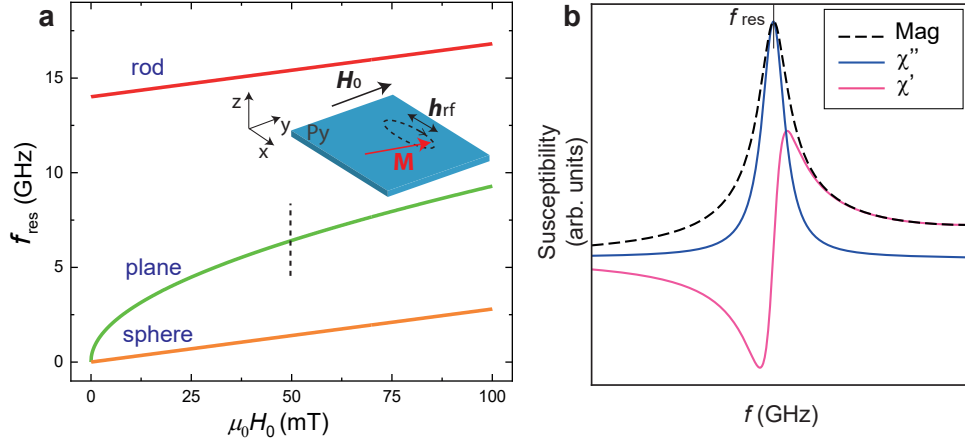 a
f res (GHz)
15
10
5
0
0
25
50
75
100
μ₀H₀ (mT)
rod
plane
sphere
H₀
z
y
x
Py
hrf
M
b
f res
Mag
χ''
χ'
Susceptibility
(arb. units)
f (GHz)